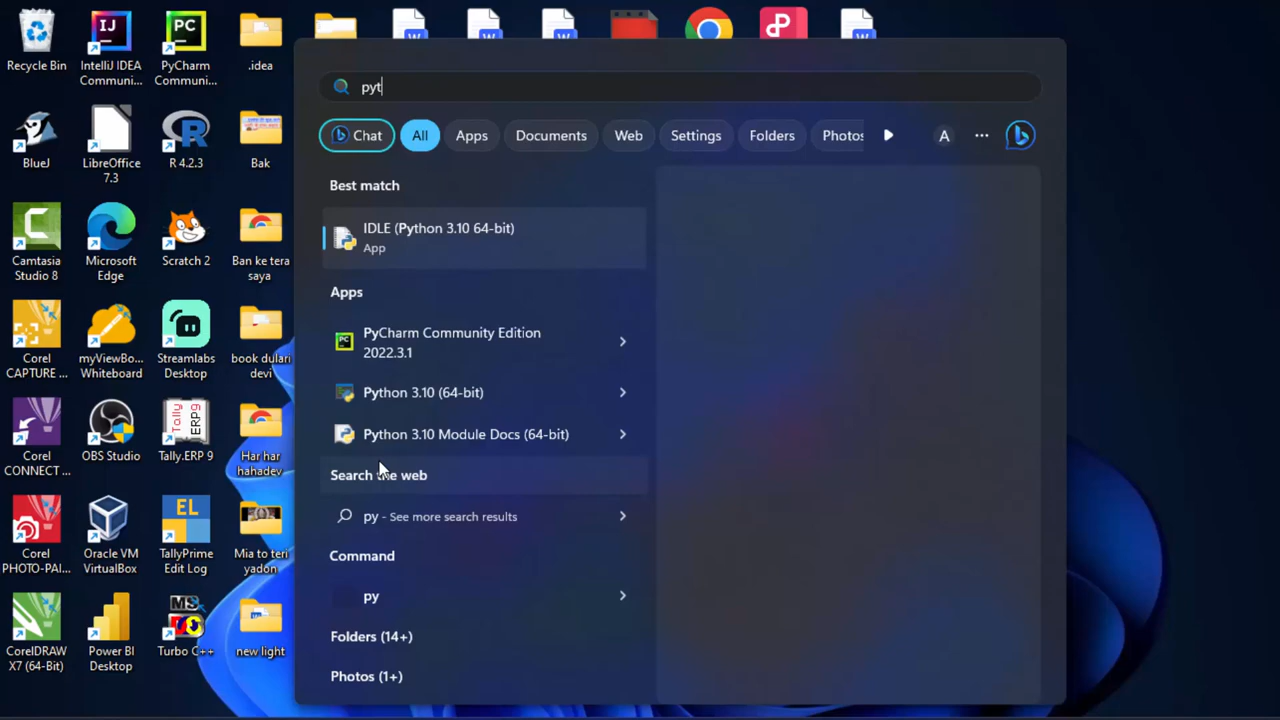 pyt
Chat
All
Apps
Documents
Web
Settings
Folders
Photos
A
Best match
IDLE (Python 3.10 64-bit)
App
Apps
PyCharm Community Edition
2022.3.1
Python 3.10 (64-bit)
Python 3.10 Module Docs (64-bit)
Search the web
py - See more search results
Command
py
Folders (14+)
Photos (1+)
Recycle Bin
IntelliJ IDEA
Communi...
PyCharm
Communi...
.idea
BlueJ
LibreOffice
7.3
R 4.2.3
Bak
Camtasia
Studio 8
Microsoft
Edge
Scratch 2
Ban ke tera
saya
Corel
CAPTURE ...
myViewBo...
Whiteboard
Streamlabs
Desktop
book dulari
devi
Corel
CONNECT ...
OBS Studio
Tally.ERP 9
Har har
hahadev
Corel
PHOTO-PAI...
Oracle VM
VirtualBox
TallyPrime
Edit Log
Mia to teri
yadon
CorelDRAW
X7 (64-Bit)
Power BI
Desktop
Turbo C++
new light